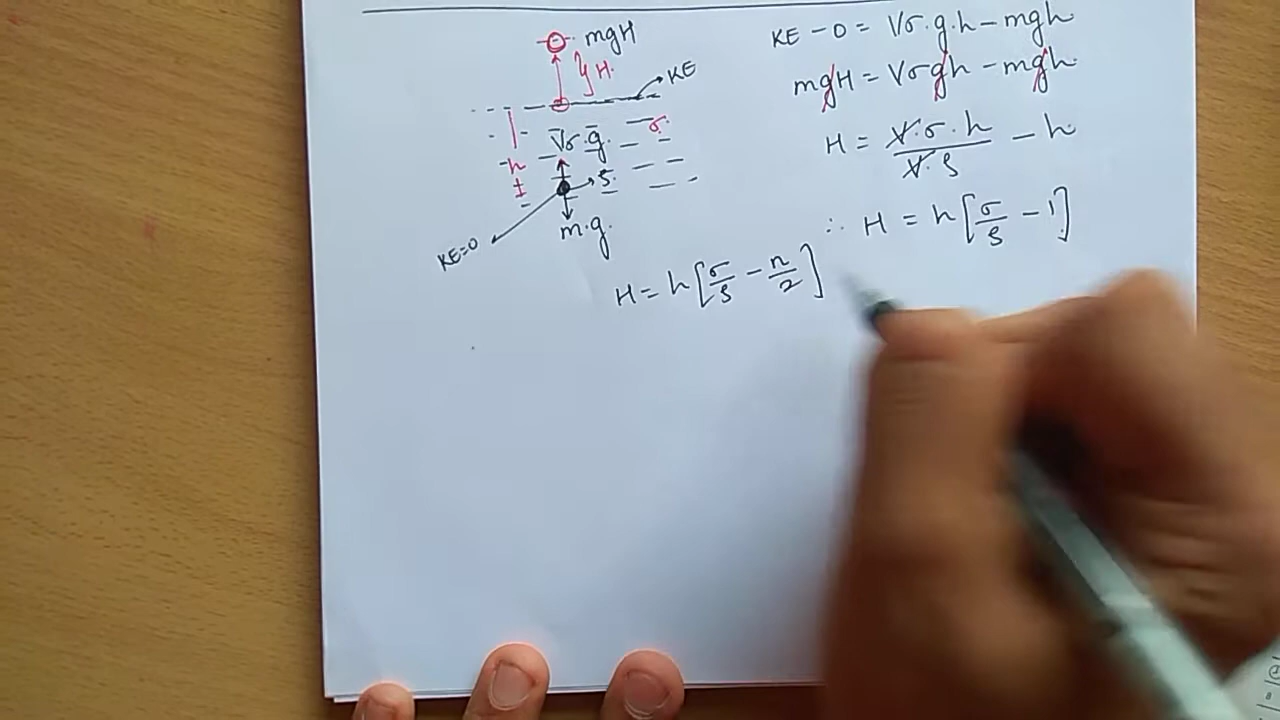 mgH
H.
KE
σ.
Vσ.g.
h
ρ.
m.g.
KE=0
KE - 0 = Vσ.g.h - mgh
mgH = Vσgh - mgh.
H = V.σ.h / V.ρ - h
∴ H = h[σ/ρ - 1]
H = h[σ/ρ - n/2]